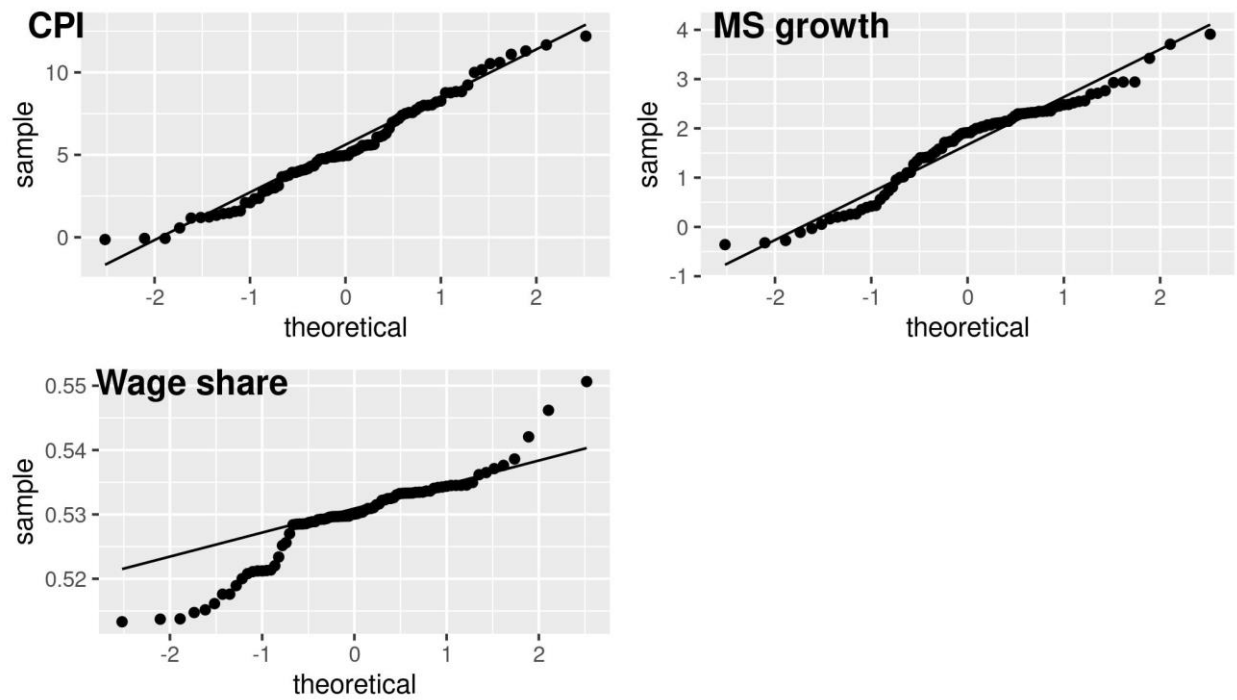 CPI
10
5
0
sample
-2 -1 0 1 2
theoretical
MS growth
4
3
2
1
0
-1
sample
-2 -1 0 1 2
theoretical
Wage share
0.55
0.54
0.53
0.52
sample
-2 -1 0 1 2
theoretical